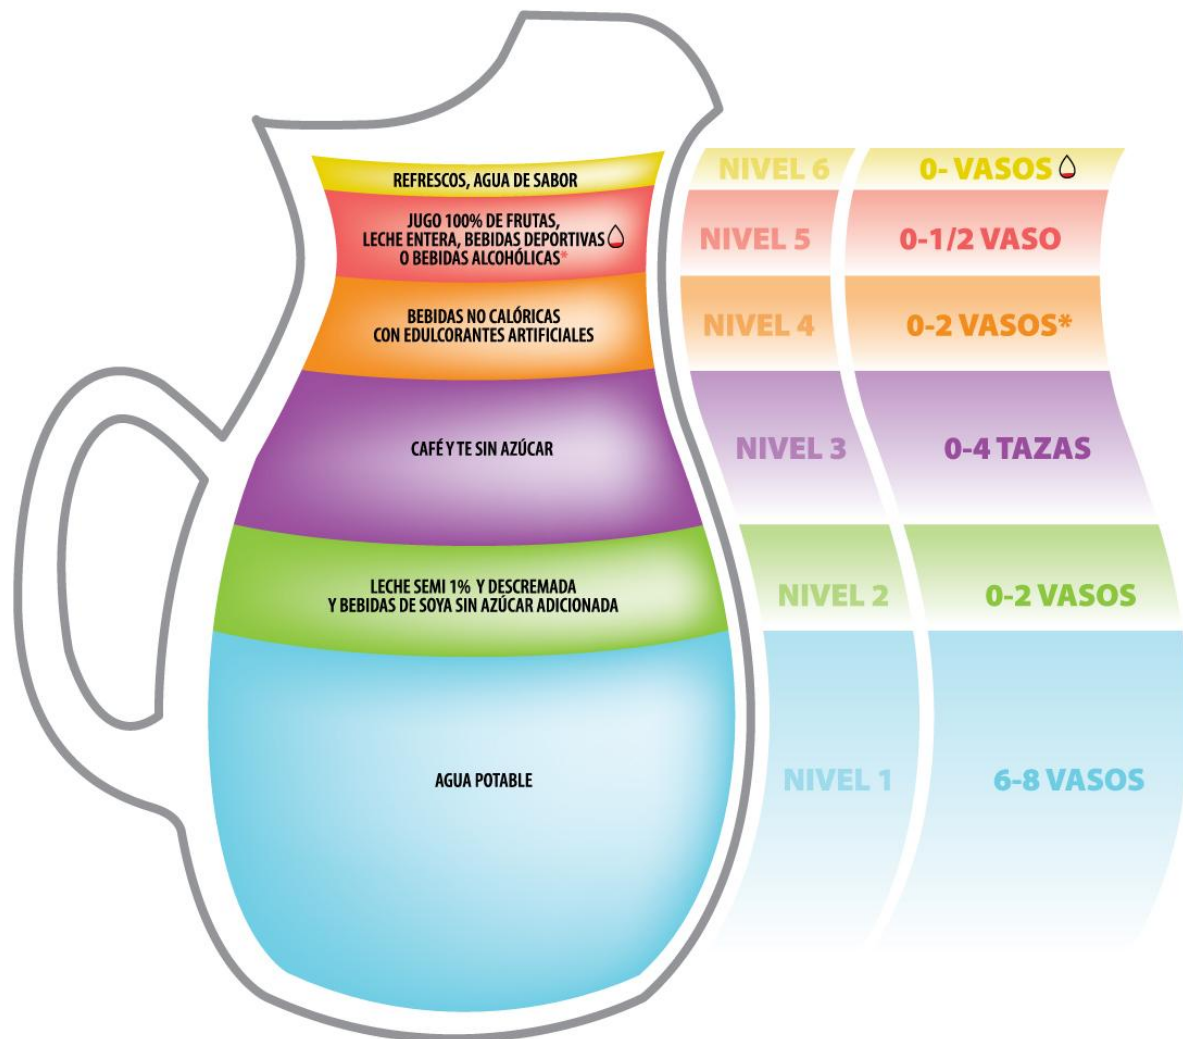 REFRESCOS, AGUA DE SABOR
NIVEL 6
0- VASOS
JUGO 100% DE FRUTAS,
LECHE ENTERA, BEBIDAS DEPORTIVAS
O BEBIDAS ALCOHÓLICAS*
NIVEL 5
0-1/2 VASO
BEBIDAS NO CALÓRICAS
CON EDULCORANTES ARTIFICIALES
NIVEL 4
0-2 VASOS*
CAFÉ Y TE SIN AZÚCAR
NIVEL 3
0-4 TAZAS
LECHE SEMI 1% Y DESCREMADA
Y BEBIDAS DE SOYA SIN AZÚCAR ADICIONADA
NIVEL 2
0-2 VASOS
AGUA POTABLE
NIVEL 1
6-8 VASOS